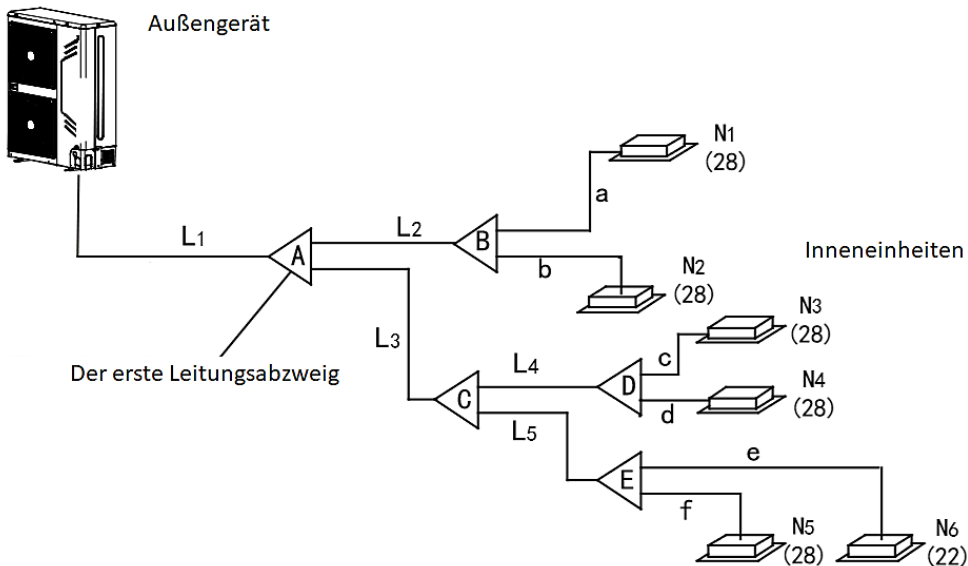 Außengerät
N1
(28)
a
L1
L2
A
B
b
N2
(28)
Inneneinheiten
N3
(28)
L3
Der erste Leitungsabzweig
L4
c
D
d
N4
(28)
C
L5
e
E
f
N5
(28)
N6
(22)